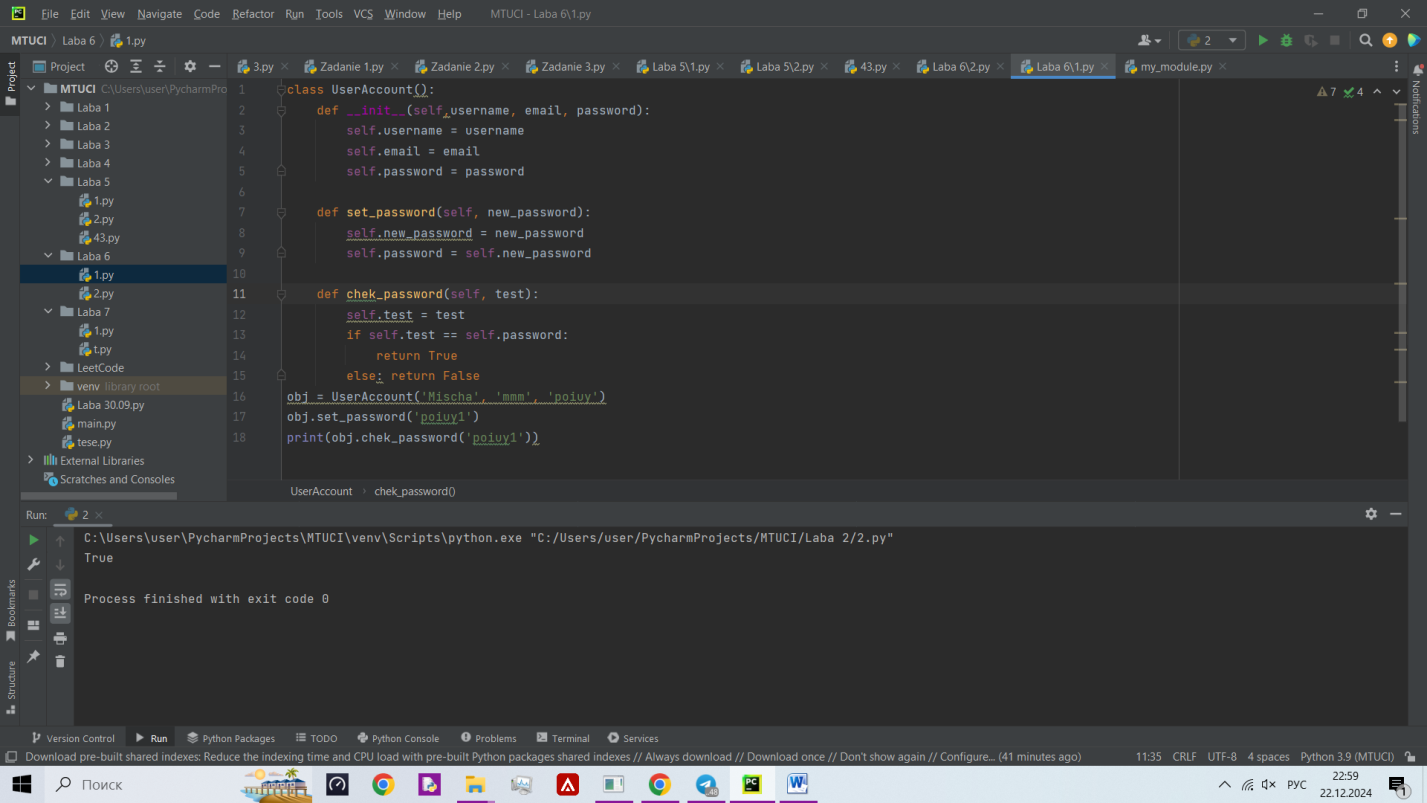 File Edit View Navigate Code Refactor Run Tools VCS Window Help MTUCI - Laba 6\1.py
MTUCI Laba 6 1.py 2
Project 3.py Zadanie 1.py Zadanie 2.py Zadanie 3.py Laba 5\1.py Laba 5\2.py 43.py Laba 6\2.py Laba 6\1.py my_module.py
Project
Notifications
MTUCI C:\Users\user\PycharmPro
Laba 1
Laba 2
Laba 3
Laba 4
Laba 5
1.py
2.py
43.py
Laba 6
1.py
2.py
Laba 7
1.py
t.py
LeetCode
venv library root
Laba 30.09.py
main.py
tese.py
External Libraries
Scratches and Consoles
7 4
1 class UserAccount():
2 def __init__(self,username, email, password):
3 self.username = username
4 self.email = email
5 self.password = password
6
7 def set_password(self, new_password):
8 self.new_password = new_password
9 self.password = self.new_password
10
11 def chek_password(self, test):
12 self.test = test
13 if self.test == self.password:
14 return True
15 else: return False
16 obj = UserAccount('Mischa', 'mmm', 'poiuy')
17 obj.set_password('poiuy1')
18 print(obj.chek_password('poiuy1'))
UserAccount chek_password()
Run: 2
C:\Users\user\PycharmProjects\MTUCI\venv\Scripts\python.exe "C:/Users/user/PycharmProjects/MTUCI/Laba 2/2.py"
True
Process finished with exit code 0
Bookmarks
Structure
Version Control Run Python Packages TODO Python Console Problems Terminal Services
Download pre-built shared indexes: Reduce the indexing time and CPU load with pre-built Python packages shared indexes // Always download // Download once // Don't show again // Configure... (41 minutes ago) 11:35 CRLF UTF-8 4 spaces Python 3.9 (MTUCI)
Поиск
48
РУС
22:59
22.12.2024
1